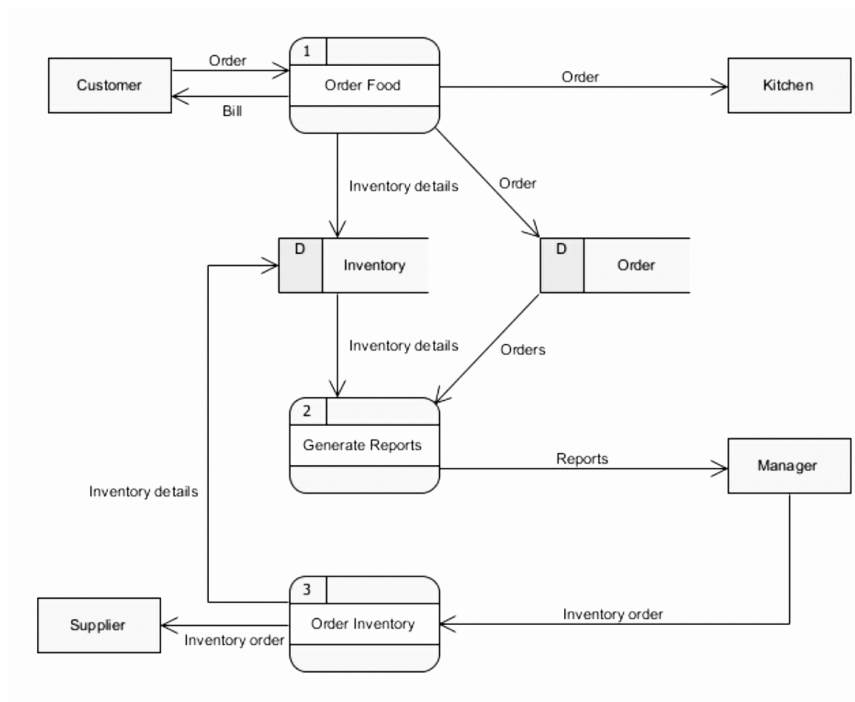 1
Order
Customer
Order Food
Order
Kitchen
Bill
Inventory details
Order
D
Inventory
D
Order
Inventory details
Orders
2
Generate Reports
Reports
Manager
Inventory details
3
Order Inventory
Inventory order
Supplier
Inventory order